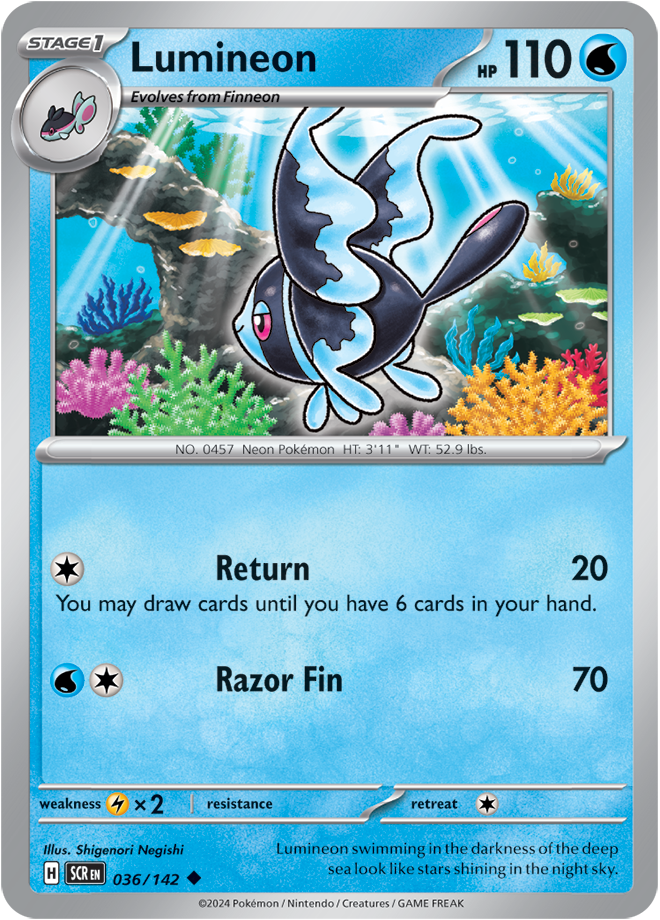 STAGE1
Lumineon
HP 110
Evolves from Finneon
NO. 0457 Neon Pokémon HT: 3'11" WT: 52.9 lbs.
Return 20
You may draw cards until you have 6 cards in your hand.
Razor Fin 70
weakness ×2 resistance retreat
Illus. Shigenori Negishi
Lumineon swimming in the darkness of the deep
sea look like stars shining in the night sky.
H SCR EN 036/142
©2024 Pokémon / Nintendo / Creatures / GAME FREAK